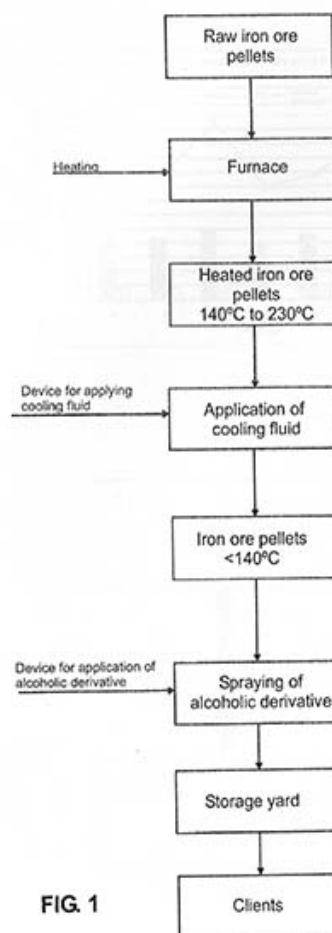 Raw iron ore
pellets
Heating
Furnace
Heated iron ore
pellets
140ºC to 230ºC
Device for applying
cooling fluid
Application of
cooling fluid
Iron ore pellets
<140ºC
Device for application of
alcoholic derivative
Spraying of
alcoholic derivative
Storage yard
FIG. 1
Clients